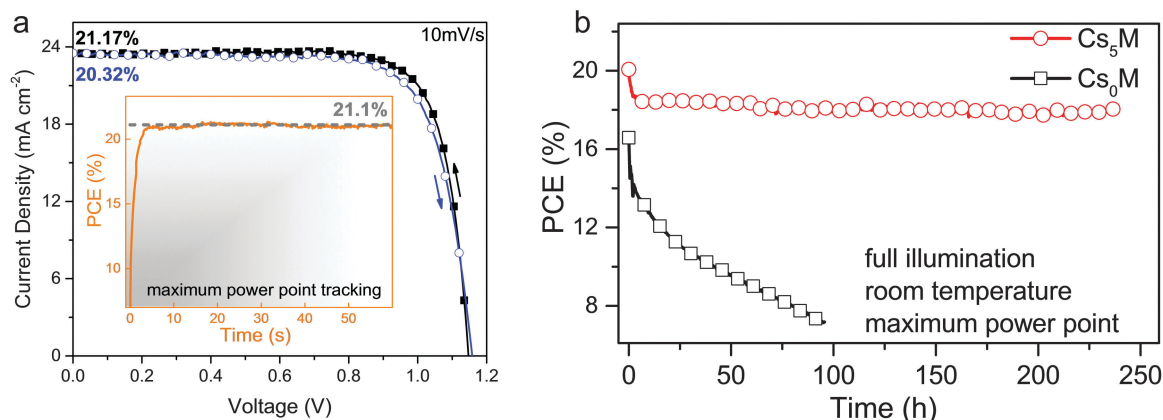 a
21.17%
20.32%
10mV/s
24
18
12
6
0
Current Density (mA cm⁻²)
0.0 0.2 0.4 0.6 0.8 1.0 1.2
Voltage (V)
21.1%
20
15
10
PCE (%)
maximum power point tracking
0 10 20 30 40 50
Time (s)
b
Cs₅M
Cs₀M
20
16
12
8
PCE (%)
full illumination
room temperature
maximum power point
0 50 100 150 200 250
Time (h)